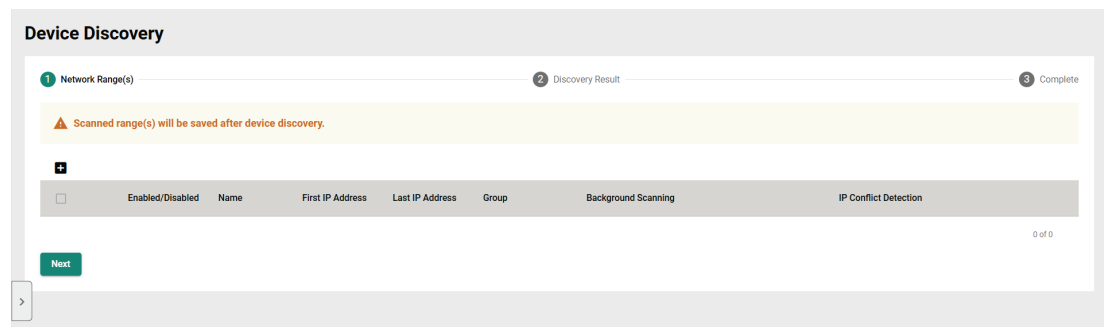 Device Discovery
1 Network Range(s) 2 Discovery Result 3 Complete
Scanned range(s) will be saved after device discovery.
Enabled/Disabled Name First IP Address Last IP Address Group Background Scanning IP Conflict Detection
0 of 0
Next